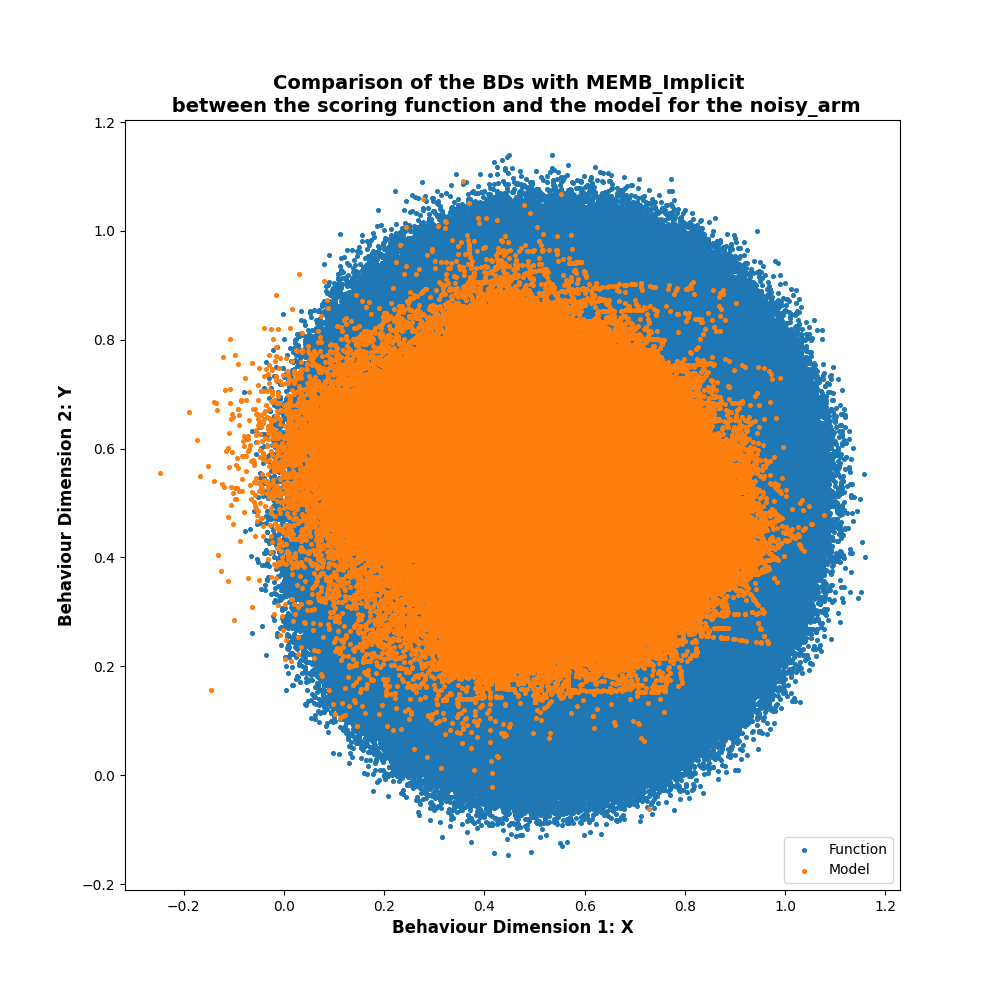 Comparison of the BDs with MEMB_Implicit
between the scoring function and the model for the noisy_arm
1.2
1.0
0.8
0.6
0.4
0.2
0.0
−0.2
Behaviour Dimension 2: Y
Function
Model
−0.2 0.0 0.2 0.4 0.6 0.8 1.0 1.2
Behaviour Dimension 1: X